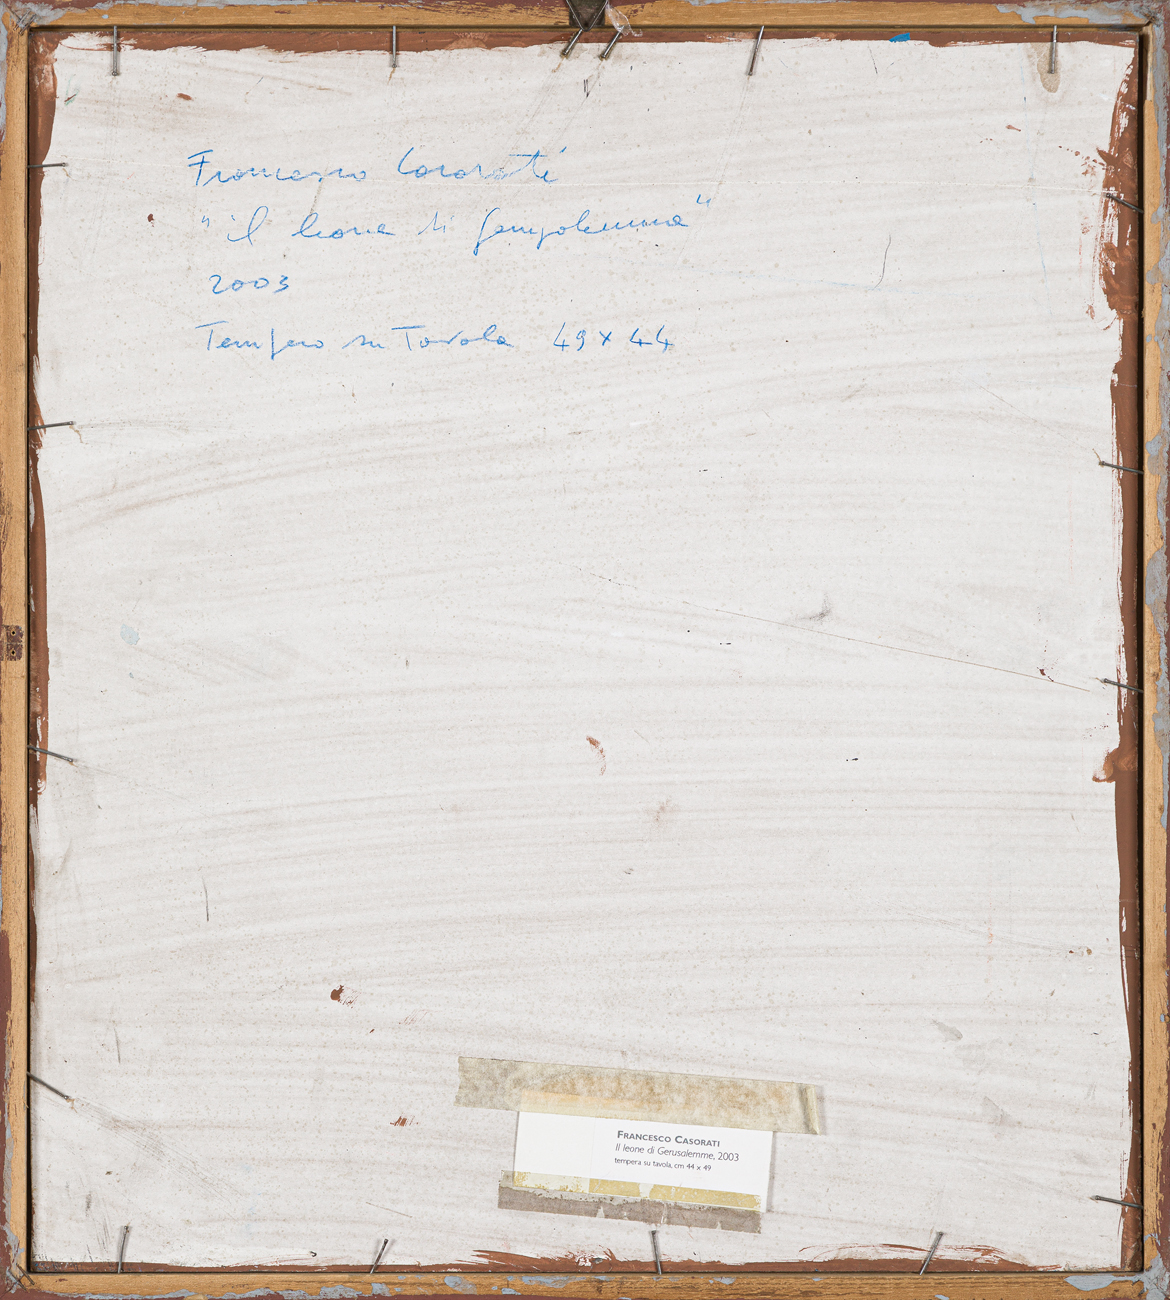 Francesco Casorati
"il leone di Gerusalemme"
2003
Tempera su Tavola 49 x 44
FRANCESCO CASORATI
Il leone di Gerusalemme, 2003
tempera su tavola, cm 44 x 49